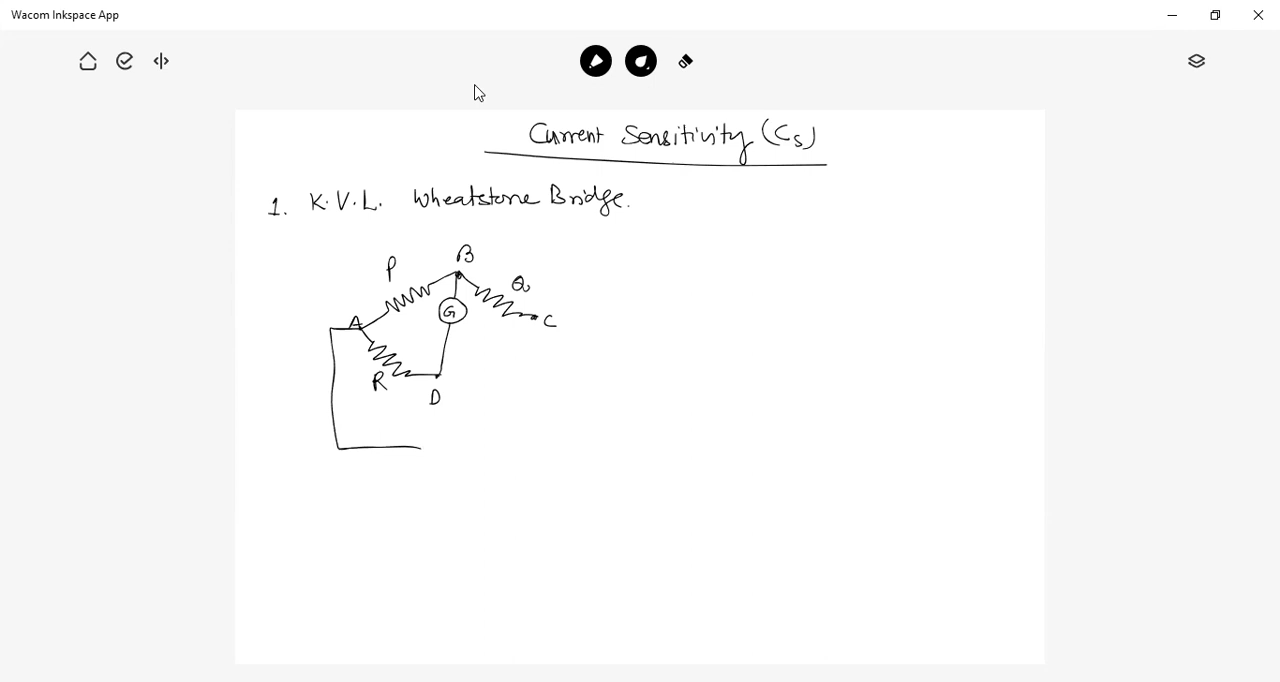 Wacom Inkspace App
Current Sensitivity (Cs)
1. K.V.L. Wheatstone Bridge.
B
P
Q
G
A
C
R
D